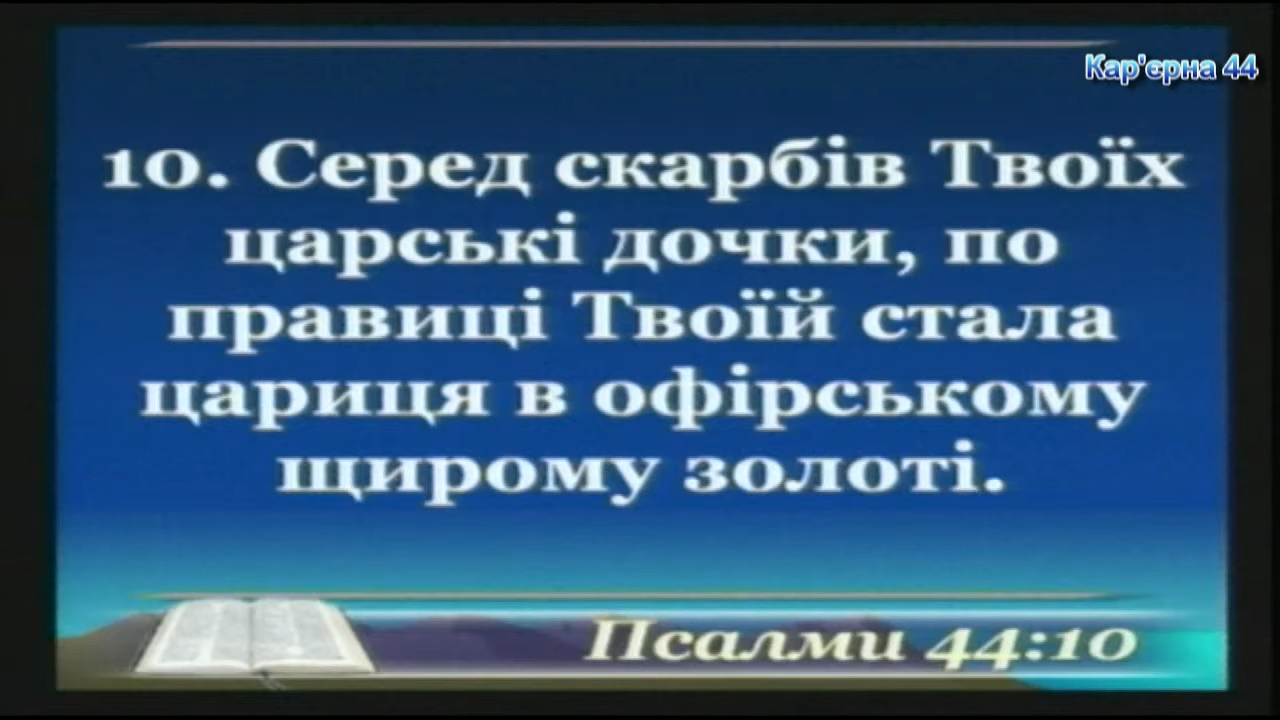 Кар'єрна 44
10. Серед скарбів Твоїх
царські дочки, по
правиці Твоїй стала
цариця в офірському
щирому золоті.
Псалми 44:10